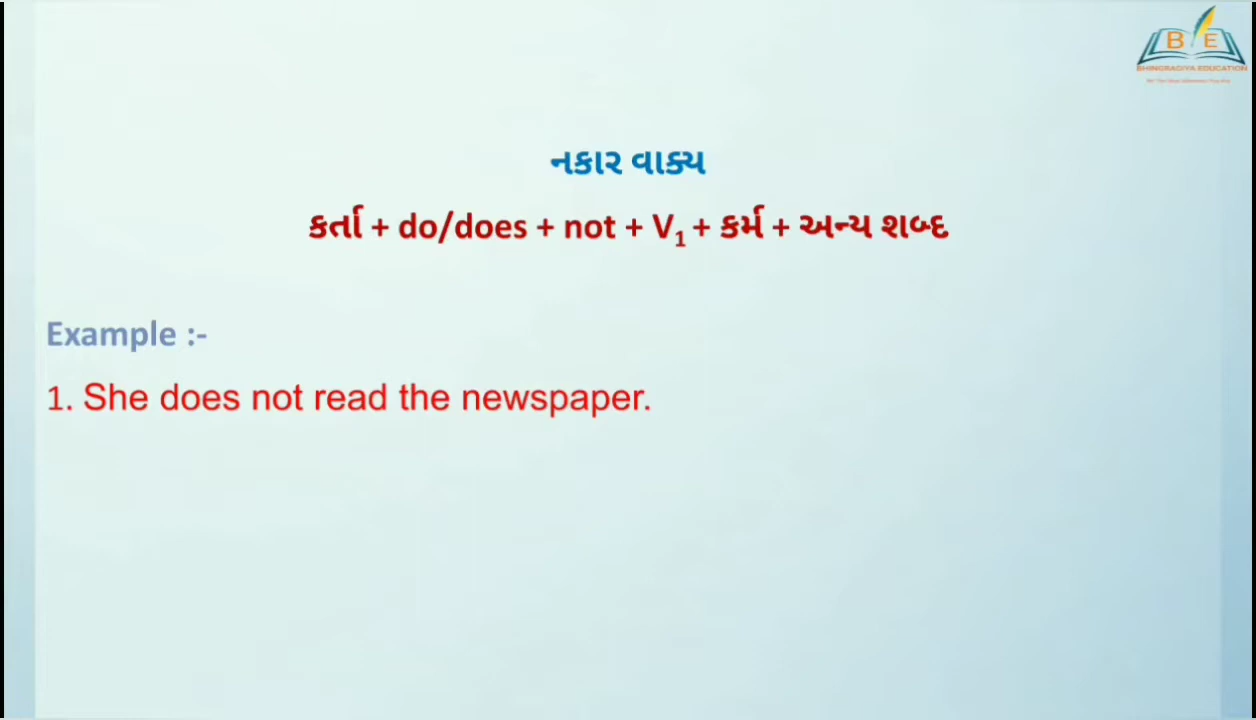 B E
BHINGRADIYA EDUCATION
નકાર વાક્ય
કર્તા + do/does + not + V₁ + કર્મ + અન્ય શબ્દ
Example :-
1. She does not read the newspaper.